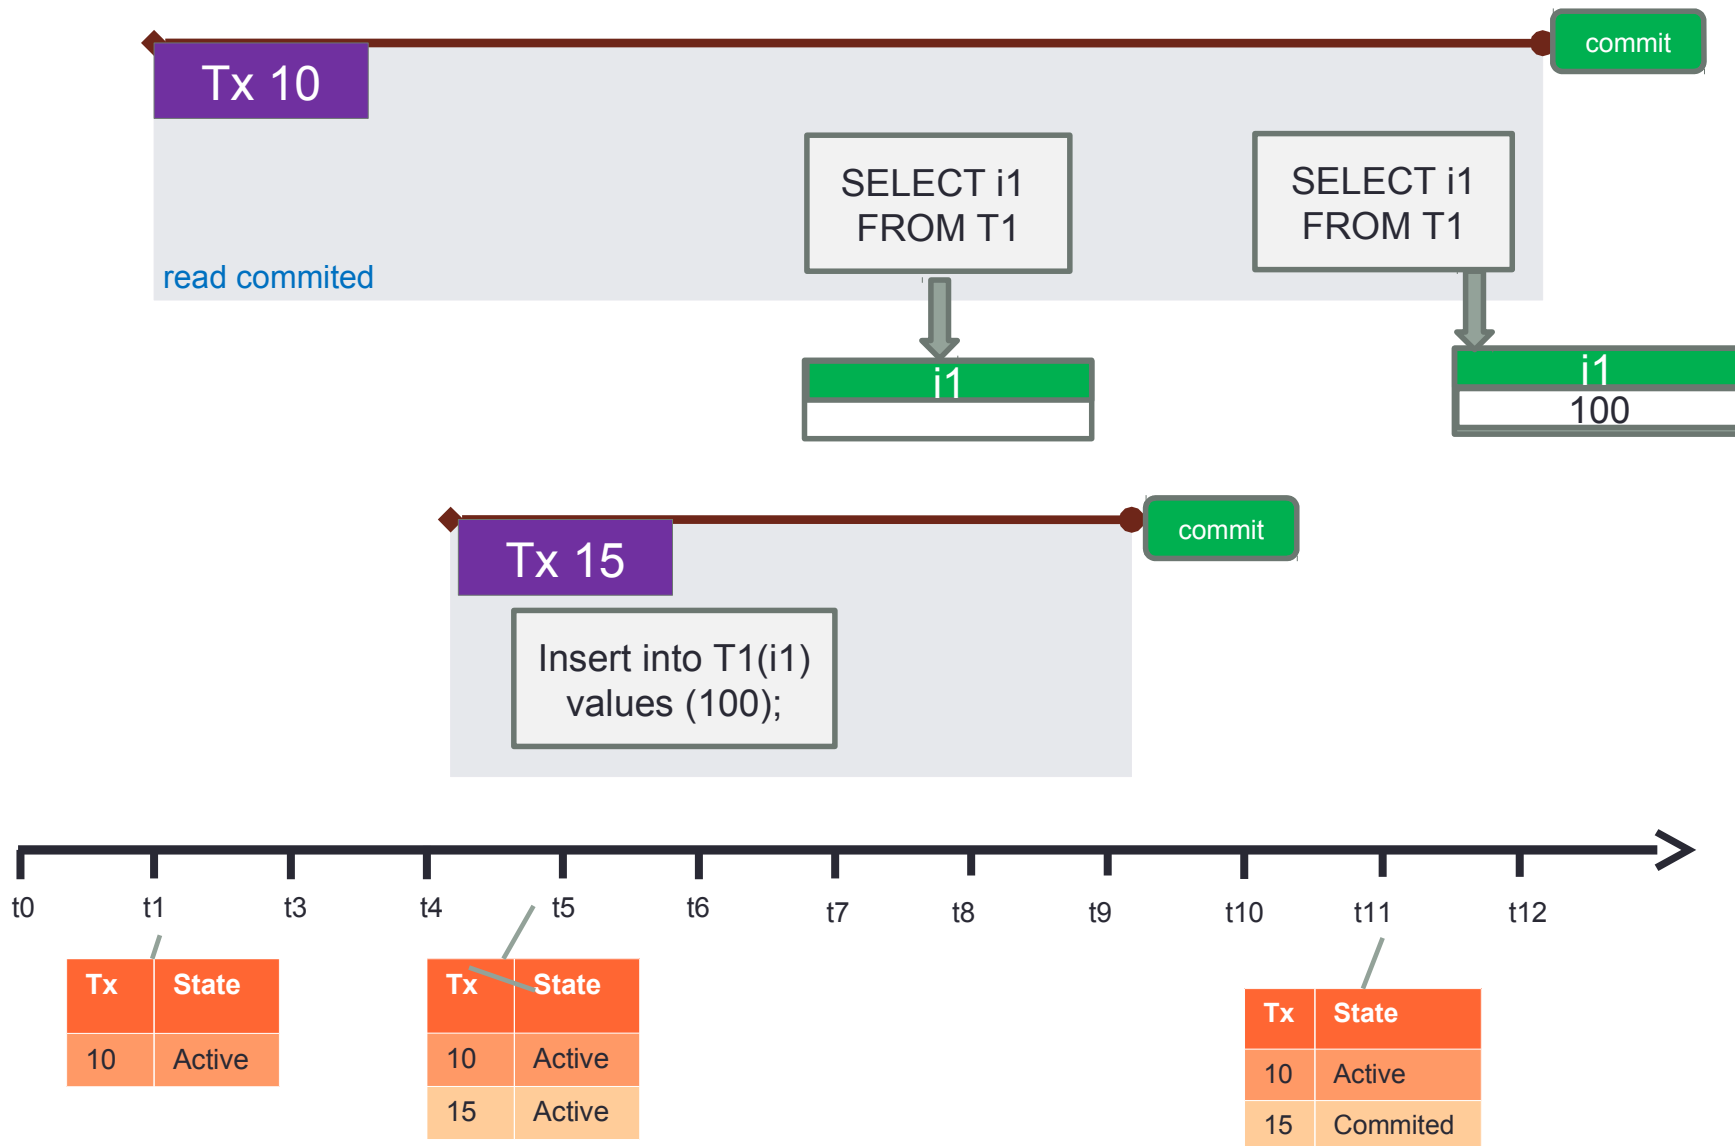 commit
Tx 10
SELECT i1
FROM T1
SELECT i1
FROM T1
read commited
i1
i1
100
commit
Tx 15
Insert into T1(i1)
values (100);
t0
t1
t3
t4
t5
t6
t7
t8
t9
t10
t11
t12
Tx State
10 Active
Tx State
10 Active
15 Active
Tx State
10 Active
15 Commited